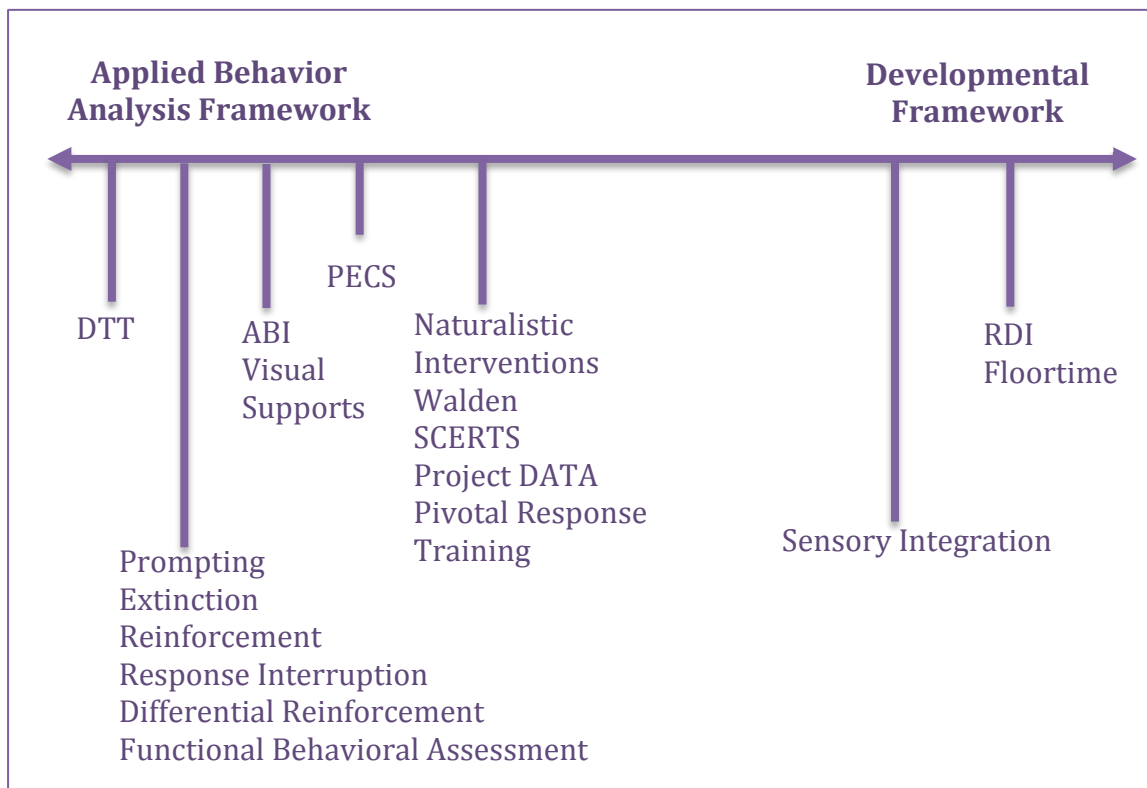 Applied Behavior
Analysis Framework
Developmental
Framework
DTT
Prompting
Extinction
Reinforcement
Response Interruption
Differential Reinforcement
Functional Behavioral Assessment
ABI
Visual
Supports
PECS
Naturalistic
Interventions
Walden
SCERTS
Project DATA
Pivotal Response
Training
Sensory Integration
RDI
Floortime